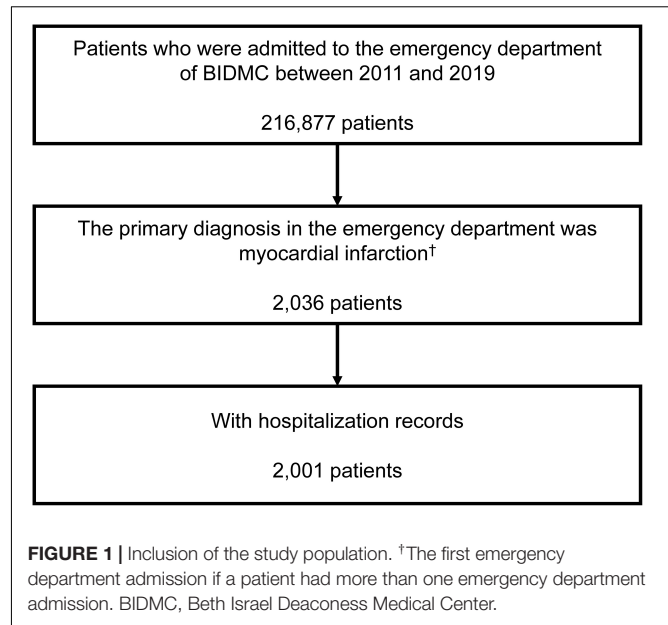 Patients who were admitted to the emergency department
of BIDMC between 2011 and 2019
216,877 patients
The primary diagnosis in the emergency department was
myocardial infarction†
2,036 patients
With hospitalization records
2,001 patients
FIGURE 1 | Inclusion of the study population. †The first emergency
department admission if a patient had more than one emergency department
admission. BIDMC, Beth Israel Deaconess Medical Center.